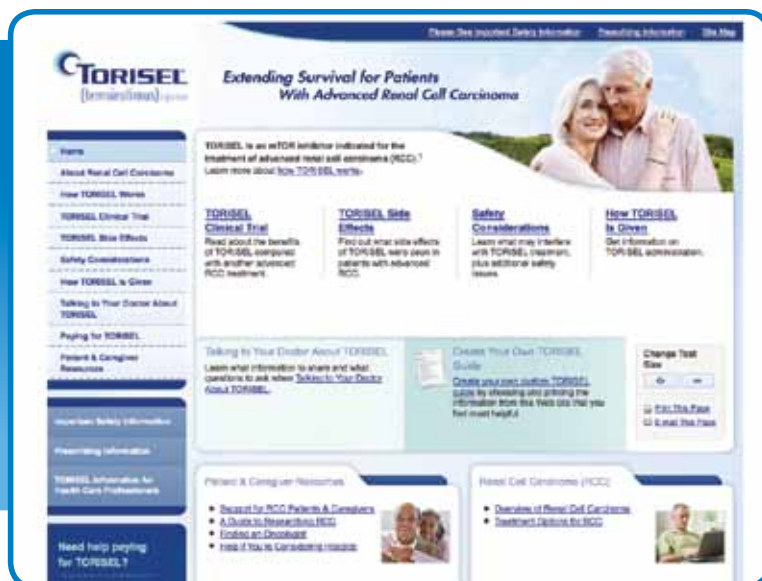 Please See Important Safety Information Prescribing Information Site Map
TORISEL
(temsirolimus)
Extending Survival for Patients
With Advanced Renal Cell Carcinoma
Home
About Renal Cell Carcinoma
How TORISEL Works
TORISEL Clinical Trial
TORISEL Side Effects
Safety Considerations
How TORISEL Is Given
Talking to Your Doctor About
TORISEL
Paying for TORISEL
Patient & Caregiver
Resources
Important Safety Information
Prescribing Information
TORISEL Information for
Health Care Professionals
Need help paying
for TORISEL?
TORISEL is an mTOR inhibitor indicated for the
treatment of advanced renal cell carcinoma (RCC).1
Learn more about how TORISEL works.
TORISEL
Clinical Trial
Read about the benefits
of TORISEL compared
with another advanced
RCC treatment.
TORISEL Side
Effects
Find out what side effects
of TORISEL were seen in
patients with advanced
RCC.
Safety
Considerations
Learn what may interfere
with TORISEL treatment,
plus additional safety
issues.
How TORISEL
Is Given
Get information on
TORISEL administration.
Talking to Your Doctor About TORISEL
Learn what information to share and what
questions to ask when Talking to Your Doctor
About TORISEL.
Create Your Own TORISEL
Guide
Create your own custom TORISEL
guide by choosing and printing the
information from this Web site that you
find most helpful.
Change Text
Size
+ −
Print This Page
E-mail This Page
Patient & Caregiver Resources
Support for RCC Patients & Caregivers
A Guide to Researching RCC
Finding an Oncologist
Help If You're Considering Hospice
Renal Cell Carcinoma (RCC)
Overview of Renal Cell Carcinoma
Treatment Options for RCC